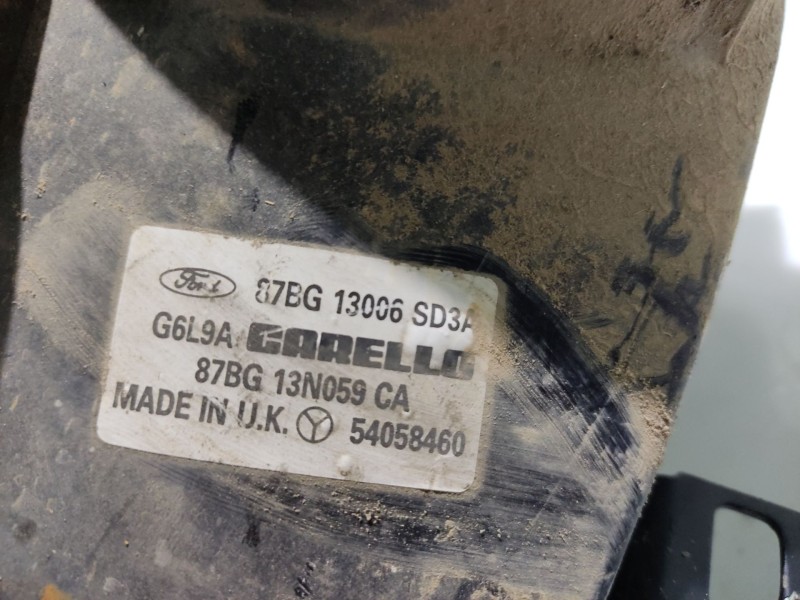 Ford 87BG 13006 SD3A
G6L9A CARELLO
87BG 13N059 CA
MADE IN U.K. 54058460